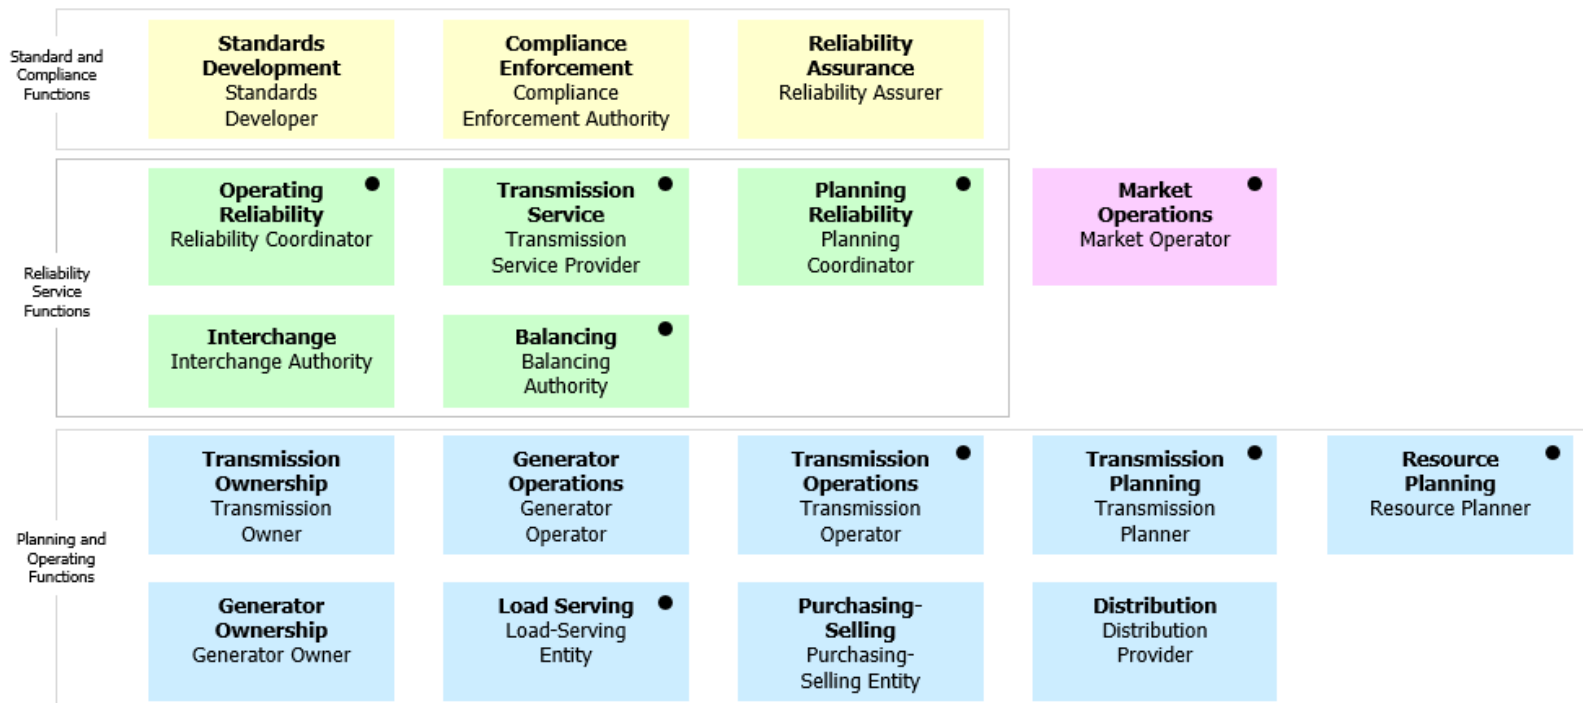 Standard and
Compliance
Functions
Standards
Development
Standards
Developer
Compliance
Enforcement
Compliance
Enforcement Authority
Reliability
Assurance
Reliability Assurer
Reliability
Service
Functions
Operating
Reliability
Reliability Coordinator
Transmission
Service
Transmission
Service Provider
Planning
Reliability
Planning
Coordinator
Market
Operations
Market Operator
Interchange
Interchange Authority
Balancing
Balancing
Authority
Planning and
Operating
Functions
Transmission
Ownership
Transmission
Owner
Generator
Operations
Generator
Operator
Transmission
Operations
Transmission
Operator
Transmission
Planning
Transmission
Planner
Resource
Planning
Resource Planner
Generator
Ownership
Generator Owner
Load Serving
Load-Serving
Entity
Purchasing-
Selling
Purchasing-
Selling Entity
Distribution
Distribution
Provider